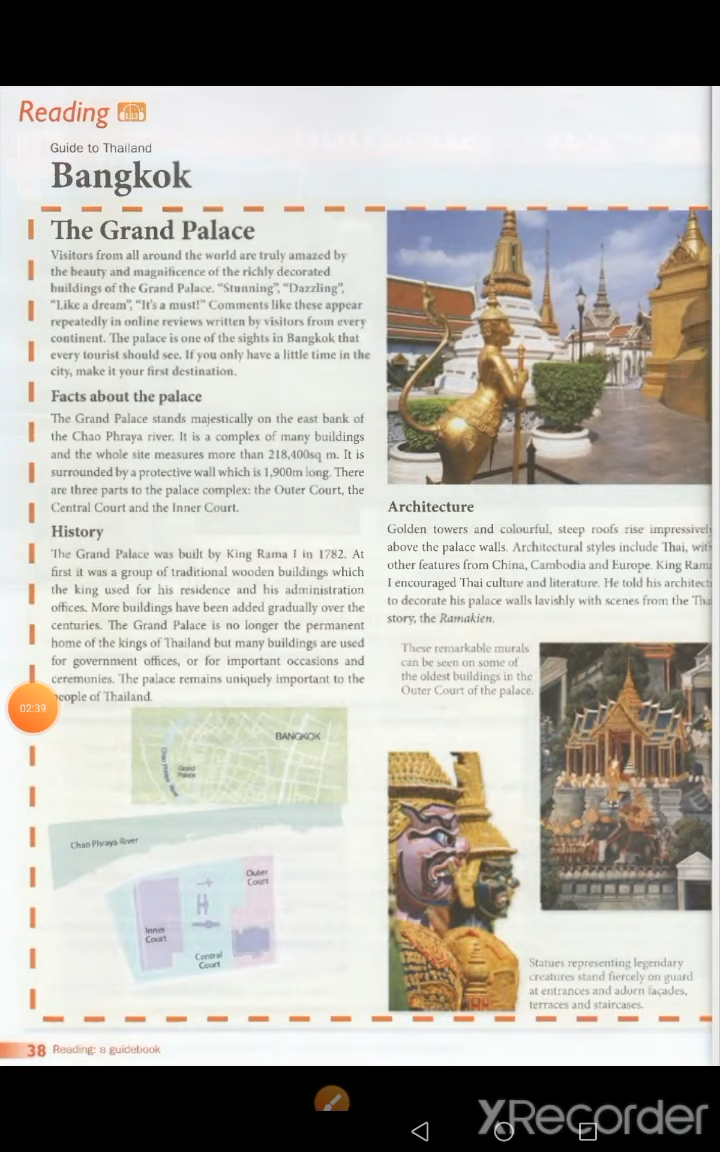 Reading
Guide to Thailand
Bangkok
The Grand Palace
Visitors from all around the world are truly amazed by
the beauty and magnificence of the richly decorated
buildings of the Grand Palace. “Stunning”, “Dazzling”,
“Like a dream”, “It’s a must!” Comments like these appear
repeatedly in online reviews written by visitors from every
continent. The palace is one of the sights in Bangkok that
every tourist should see. If you only have a little time in the
city, make it your first destination.
Facts about the palace
The Grand Palace stands majestically on the east bank of
the Chao Phraya river. It is a complex of many buildings
and the whole site measures more than 218,400sq m. It is
surrounded by a protective wall which is 1,900m long. There
are three parts to the palace complex: the Outer Court, the
Central Court and the Inner Court.
History
The Grand Palace was built by King Rama I in 1782. At
first it was a group of traditional wooden buildings which
the king used for his residence and his administration
offices. More buildings have been added gradually over the
centuries. The Grand Palace is no longer the permanent
home of the kings of Thailand but many buildings are used
for government offices, or for important occasions and
ceremonies. The palace remains uniquely important to the
eople of Thailand.
02:39
BANGKOK
Chao Phraya River
Grand
Palace
Chao Phraya River
Outer
Court
Inner
Court
Central
Court
Architecture
Golden towers and colourful, steep roofs rise impressivel
above the palace walls. Architectural styles include Thai, wit
other features from China, Cambodia and Europe. King Ram
I encouraged Thai culture and literature. He told his architect
to decorate his palace walls lavishly with scenes from the Tha
story, the Ramakien.
These remarkable murals
can be seen on some of
the oldest buildings in the
Outer Court of the palace.
Statues representing legendary
creatures stand fiercely on guard
at entrances and adorn façades,
terraces and staircases.
38 Reading: a guidebook
XRecorder